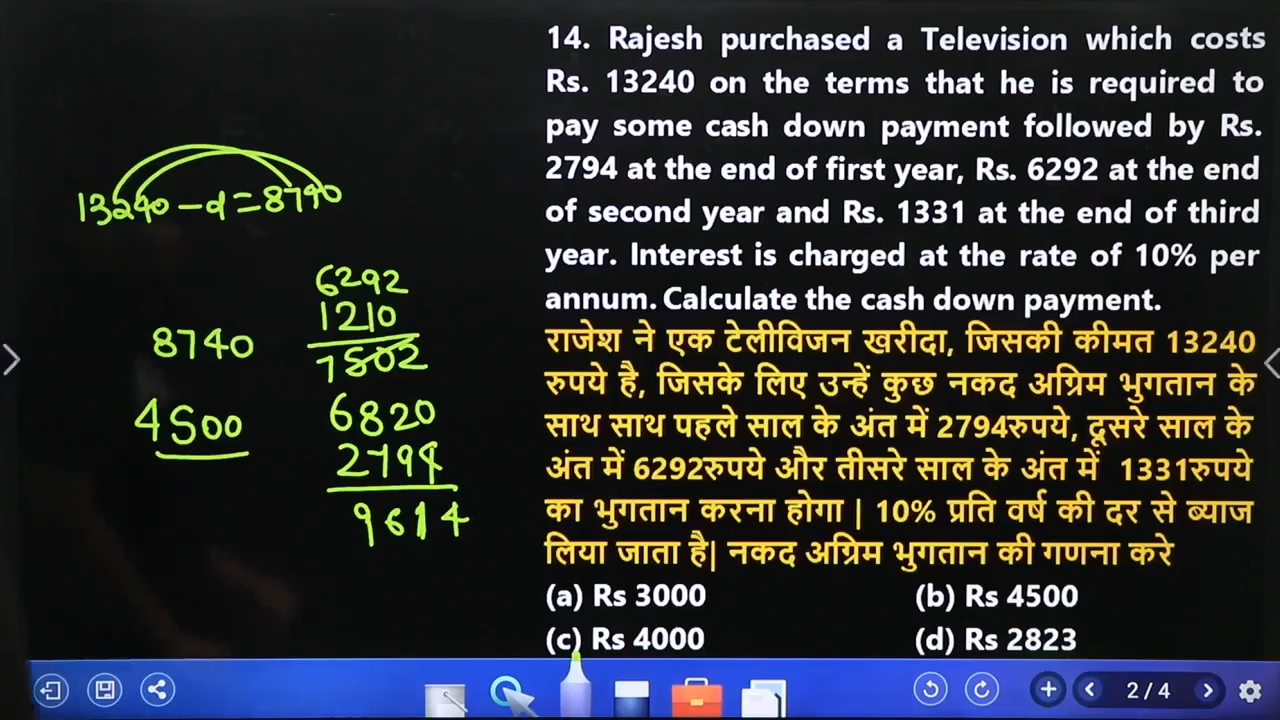 14. Rajesh purchased a Television which costs
Rs. 13240 on the terms that he is required to
pay some cash down payment followed by Rs.
2794 at the end of first year, Rs. 6292 at the end
of second year and Rs. 1331 at the end of third
year. Interest is charged at the rate of 10% per
annum. Calculate the cash down payment.
राजेश ने एक टेलीविजन खरीदा, जिसकी कीमत 13240
रुपये है, जिसके लिए उन्हें कुछ नकद अग्रिम भुगतान के
साथ साथ पहले साल के अंत में 2794रुपये, दूसरे साल के
अंत में 6292रुपये और तीसरे साल के अंत में 1331रुपये
का भुगतान करना होगा | 10% प्रति वर्ष की दर से ब्याज
लिया जाता है| नकद अग्रिम भुगतान की गणना करे
(a) Rs 3000 (b) Rs 4500
(c) Rs 4000 (d) Rs 2823
13240 - d = 8740
8740
4500
6292
1210
7502
6820
2794
9614
2 / 4